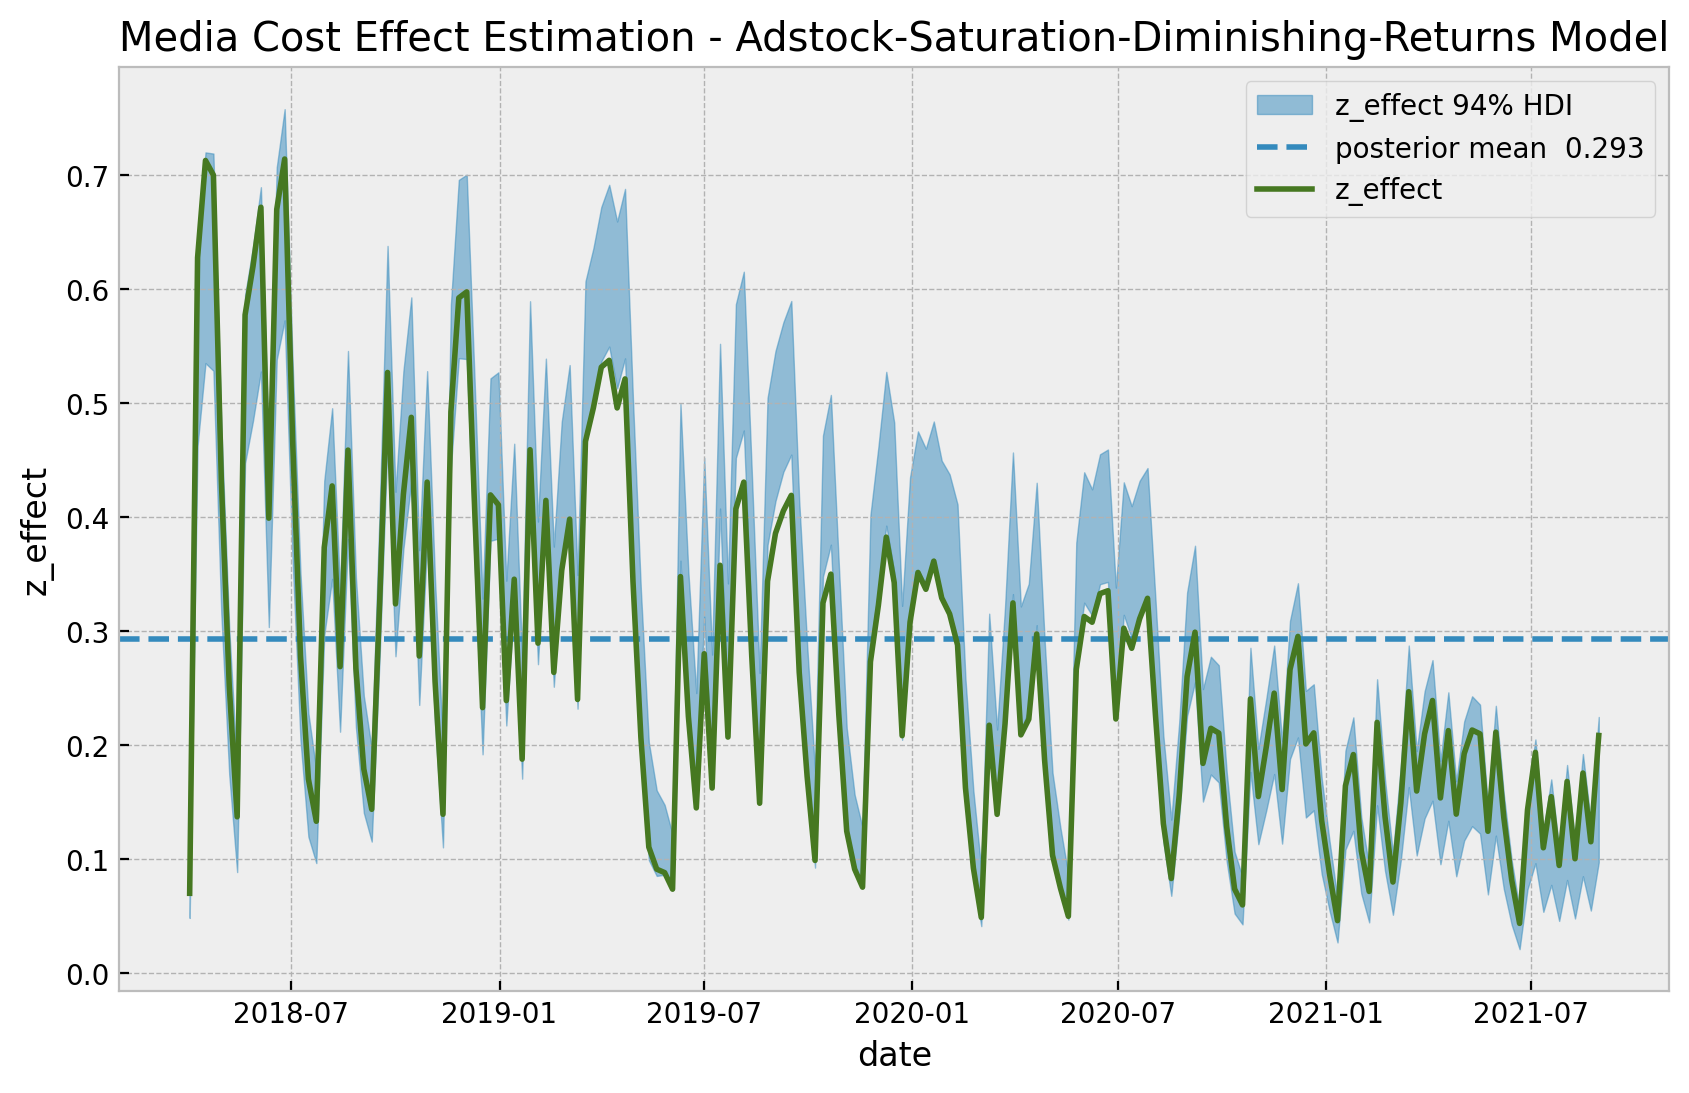 Media Cost Effect Estimation - Adstock-Saturation-Diminishing-Returns Model
z_effect 94% HDI
posterior mean  0.293
z_effect
z_effect
0.7
0.6
0.5
0.4
0.3
0.2
0.1
0.0
2018-07
2019-01
2019-07
2020-01
2020-07
2021-01
2021-07
date